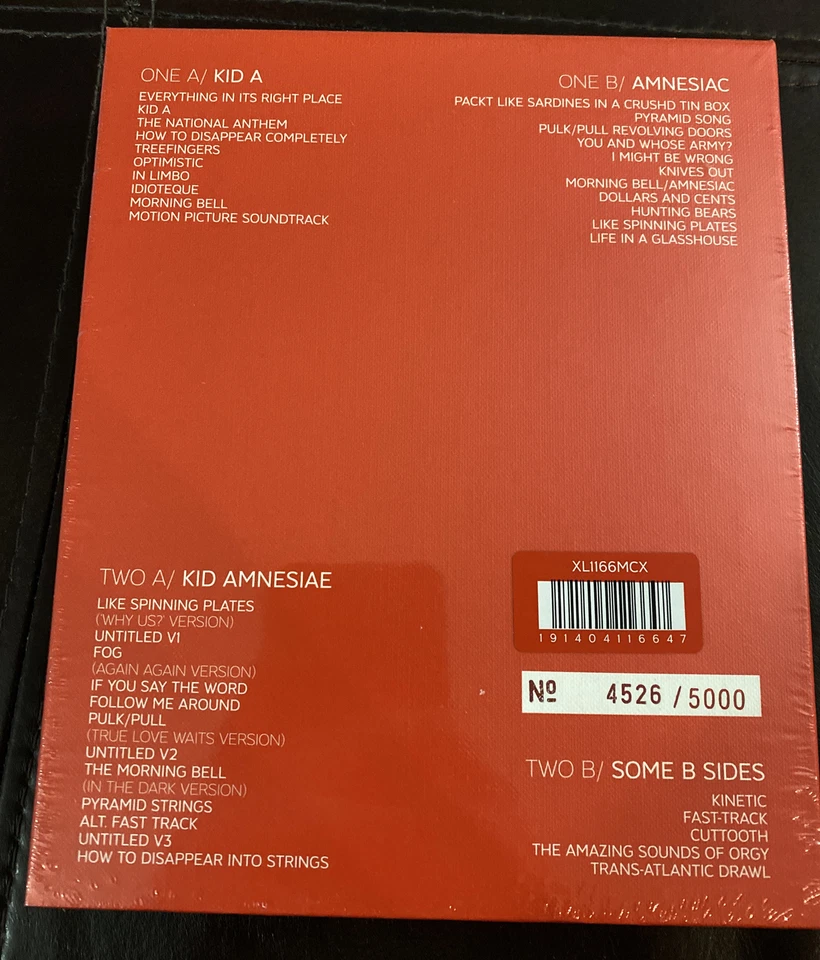 ONE A/ KID A
EVERYTHING IN ITS RIGHT PLACE
KID A
THE NATIONAL ANTHEM
HOW TO DISAPPEAR COMPLETELY
TREEFINGERS
OPTIMISTIC
IN LIMBO
IDIOTEQUE
MORNING BELL
MOTION PICTURE SOUNDTRACK
ONE B/ AMNESIAC
PACKT LIKE SARDINES IN A CRUSHD TIN BOX
PYRAMID SONG
PULK/PULL REVOLVING DOORS
YOU AND WHOSE ARMY?
I MIGHT BE WRONG
KNIVES OUT
MORNING BELL/AMNESIAC
DOLLARS AND CENTS
HUNTING BEARS
LIKE SPINNING PLATES
LIFE IN A GLASSHOUSE
TWO A/ KID AMNESIAE
LIKE SPINNING PLATES
('WHY US?' VERSION)
UNTITLED V1
FOG
(AGAIN AGAIN VERSION)
IF YOU SAY THE WORD
FOLLOW ME AROUND
PULK/PULL
(TRUE LOVE WAITS VERSION)
UNTITLED V2
THE MORNING BELL
(IN THE DARK VERSION)
PYRAMID STRINGS
ALT. FAST TRACK
UNTITLED V3
HOW TO DISAPPEAR INTO STRINGS
XL1166MCX
191404116647
Nº 4526 / 5000
TWO B/ SOME B SIDES
KINETIC
FAST-TRACK
CUTTOOTH
THE AMAZING SOUNDS OF ORGY
TRANS-ATLANTIC DRAWL